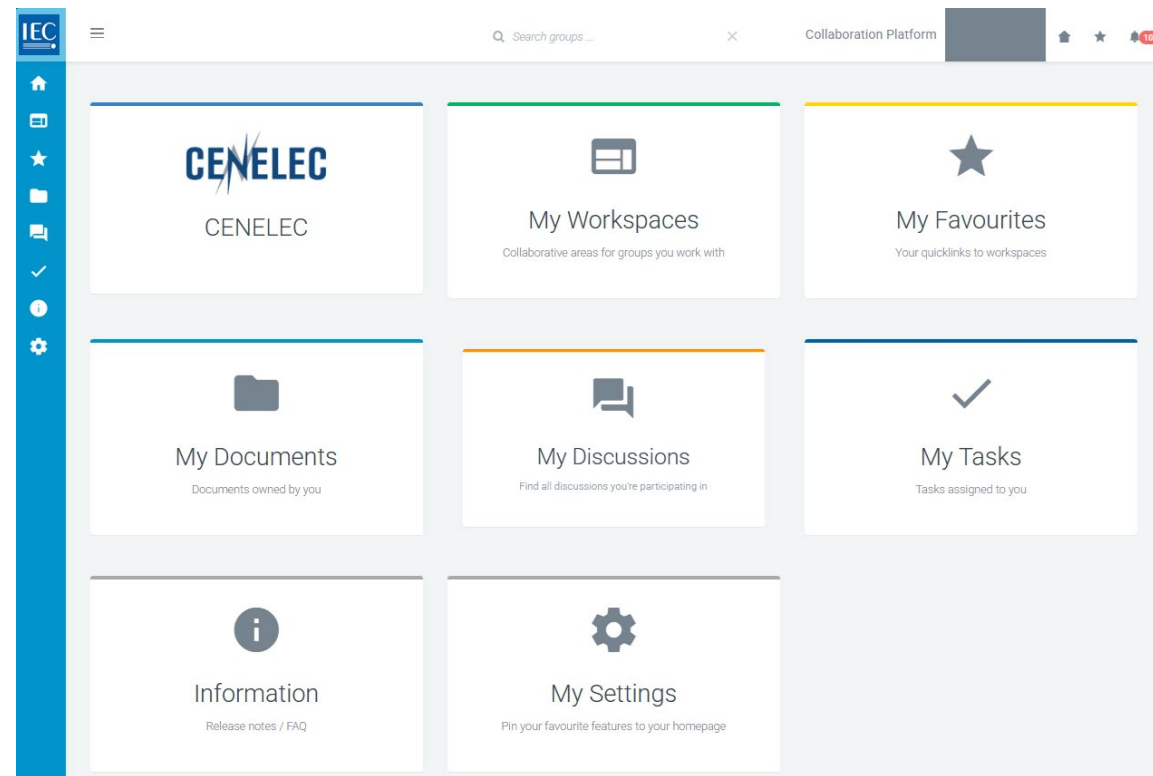 IEC
Search groups ...
Collaboration Platform
10
CENELEC
CENELEC
My Workspaces
Collaborative areas for groups you work with
My Favourites
Your quicklinks to workspaces
My Documents
Documents owned by you
My Discussions
Find all discussions you're participating in
My Tasks
Tasks assigned to you
Information
Release notes / FAQ
My Settings
Pin your favourite features to your homepage